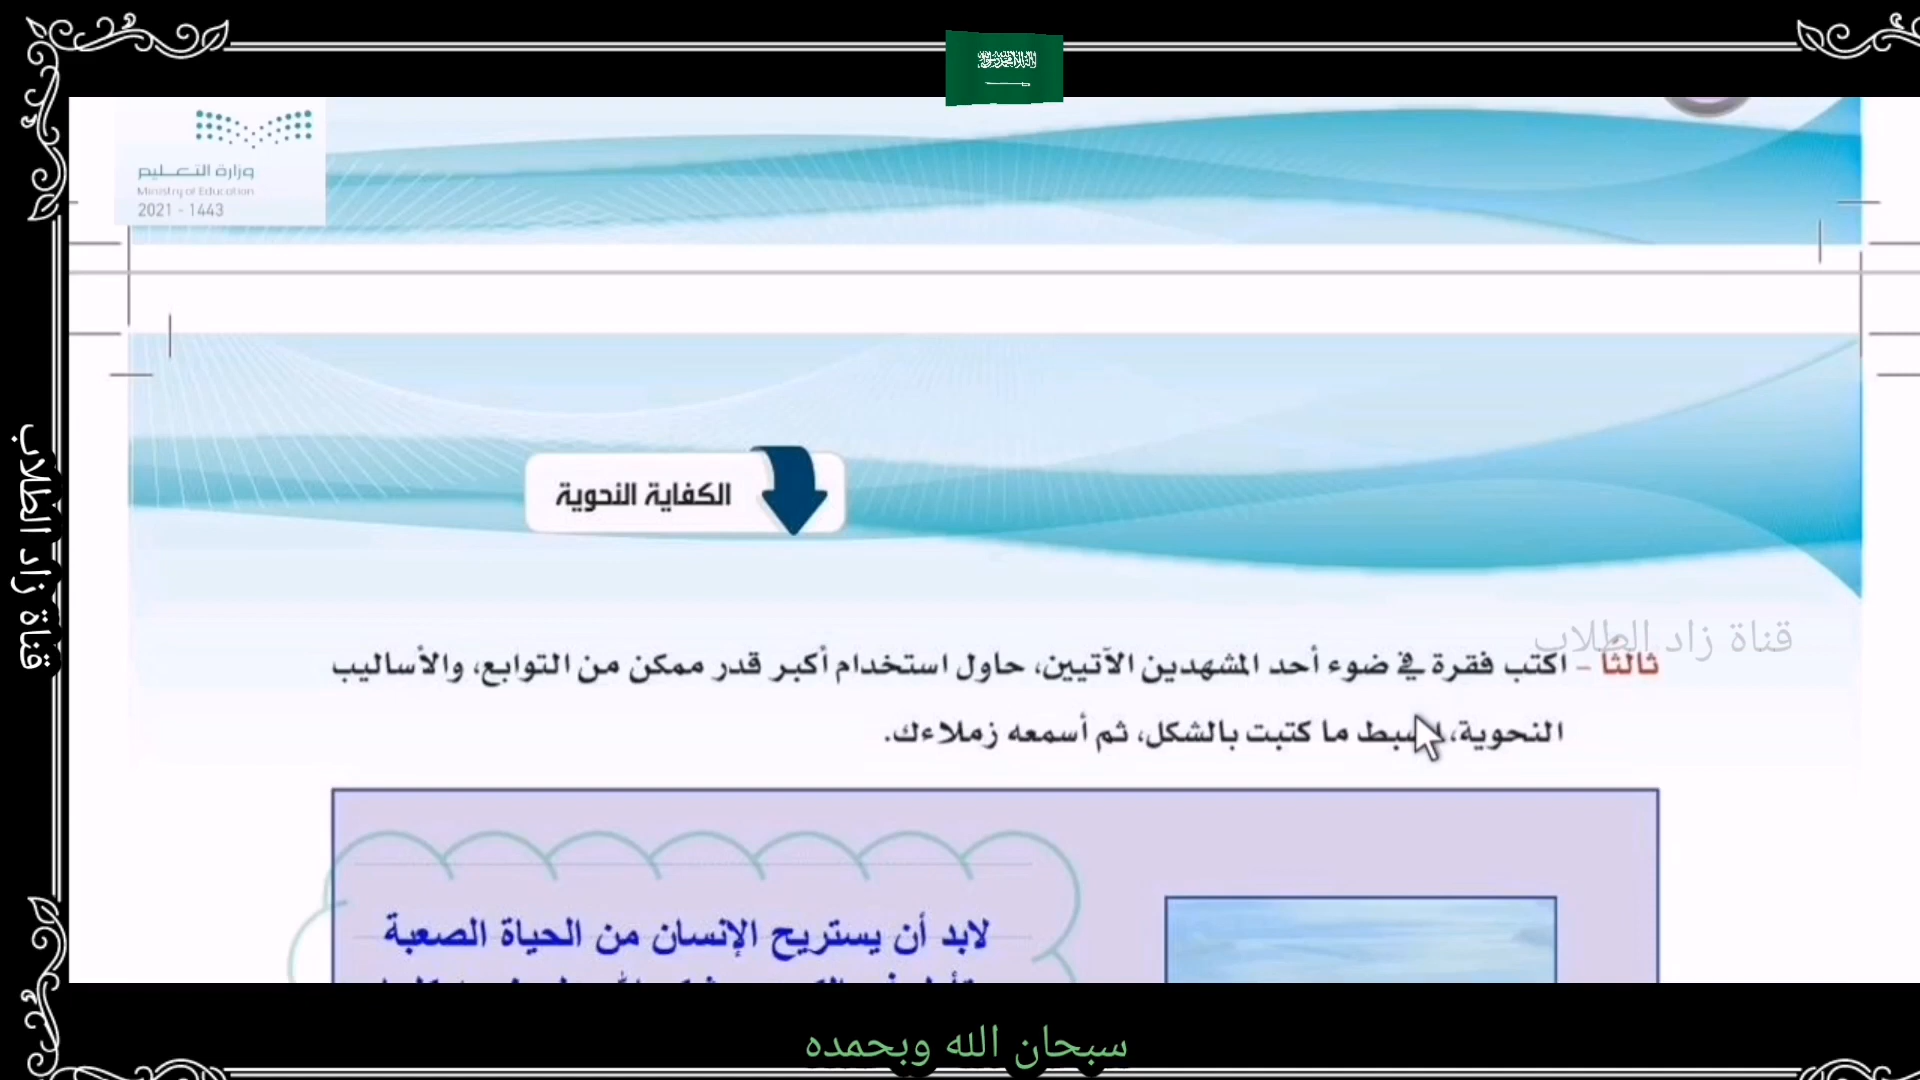 وزارة التعليم
Ministry of Education
2021 - 1443
الكفاية النحوية
قناة زاد الطلاب
ثالثًا - اكتب فقرة في ضوء أحد المشهدين الآتيين، حاول استخدام أكبر قدر ممكن من التوابع، والأساليب
النحوية، ما كتبت بالشكل، ثم أسمعه زملاءك.
لابد أن يستريح الإنسان من الحياة الصعبة
سبحان الله وبحمده
قناة زاد الطلاب